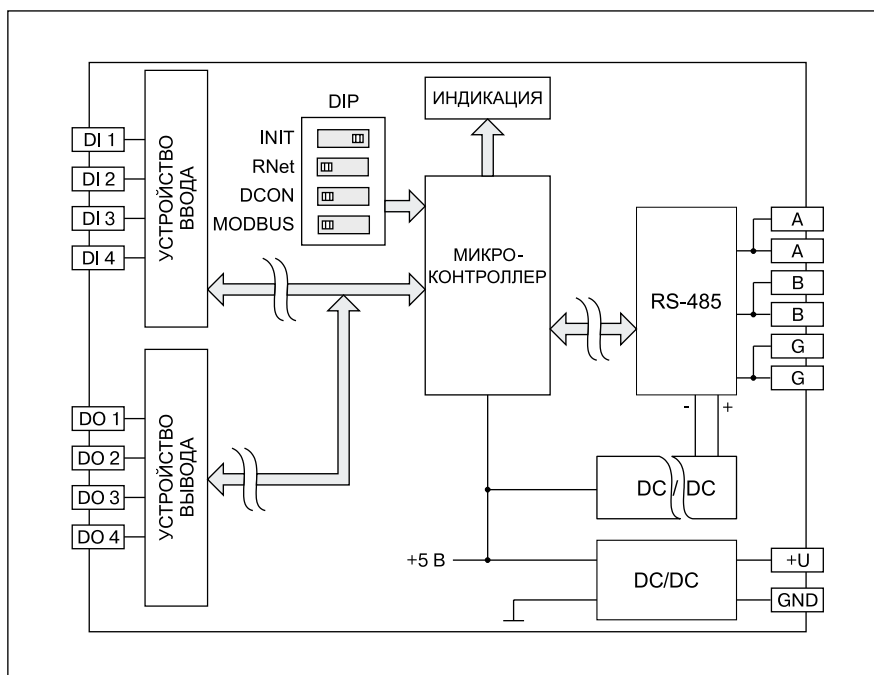 DIP
INIT
RNet
DCON
MODBUS
ИНДИКАЦИЯ
DI 1
DI 2
DI 3
DI 4
УСТРОЙСТВО
ВВОДА
МИКРО-
КОНТРОЛЛЕР
RS-485
A
A
B
B
G
G
- +
DO 1
DO 2
DO 3
DO 4
УСТРОЙСТВО
ВЫВОДА
DC / DC
+5 В
DC/DC
+U
GND